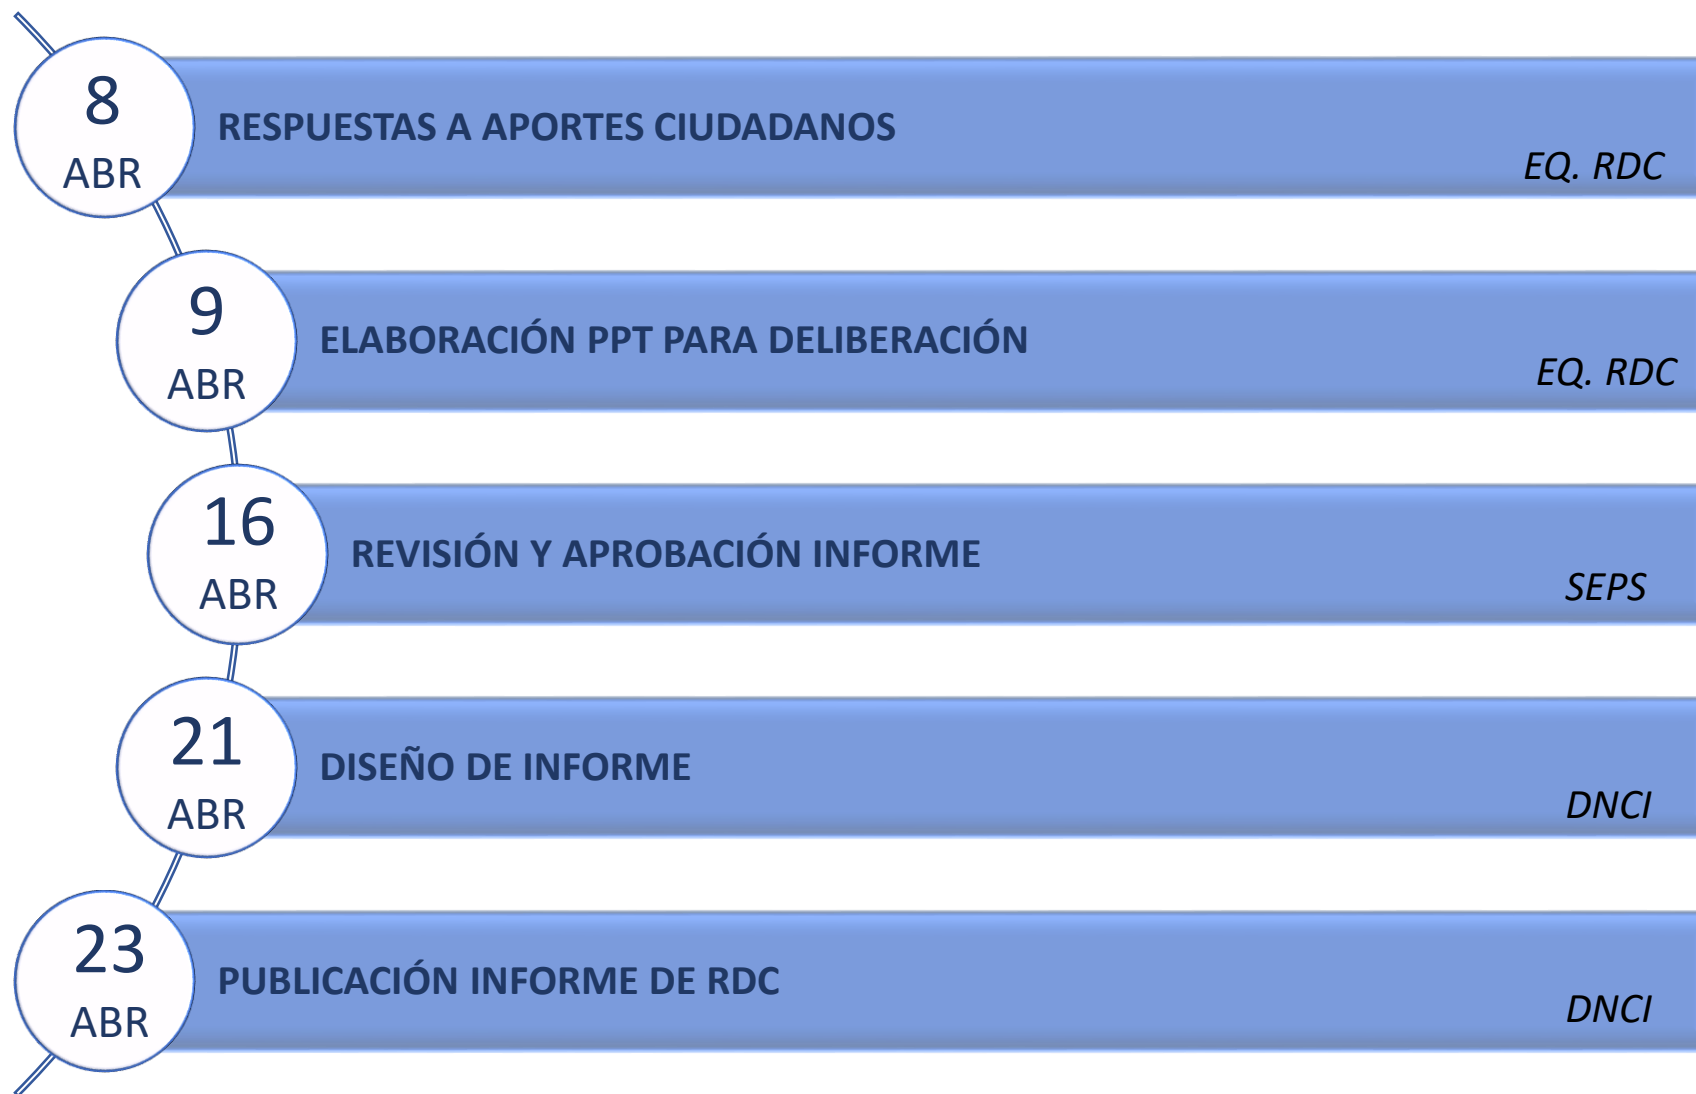 8
ABR
RESPUESTAS A APORTES CIUDADANOS
EQ. RDC
9
ABR
ELABORACIÓN PPT PARA DELIBERACIÓN
EQ. RDC
16
ABR
REVISIÓN Y APROBACIÓN INFORME
SEPS
21
ABR
DISEÑO DE INFORME
DNCI
23
ABR
PUBLICACIÓN INFORME DE RDC
DNCI